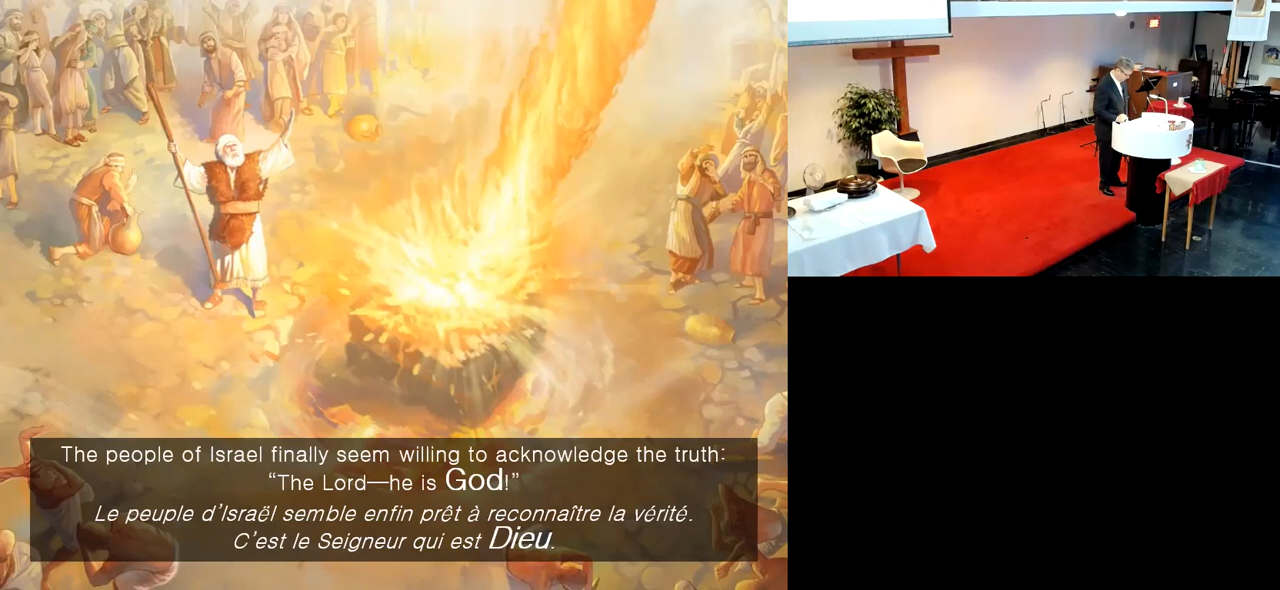 The people of Israel finally seem willing to acknowledge the truth:
“The Lord—he is God!”
Le peuple d’Israël semble enfin prêt à reconnaître la vérité.
C’est le Seigneur qui est Dieu.